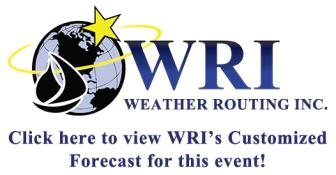 WRI
WEATHER ROUTING INC.
Click here to view WRI's Customized
Forecast for this event!